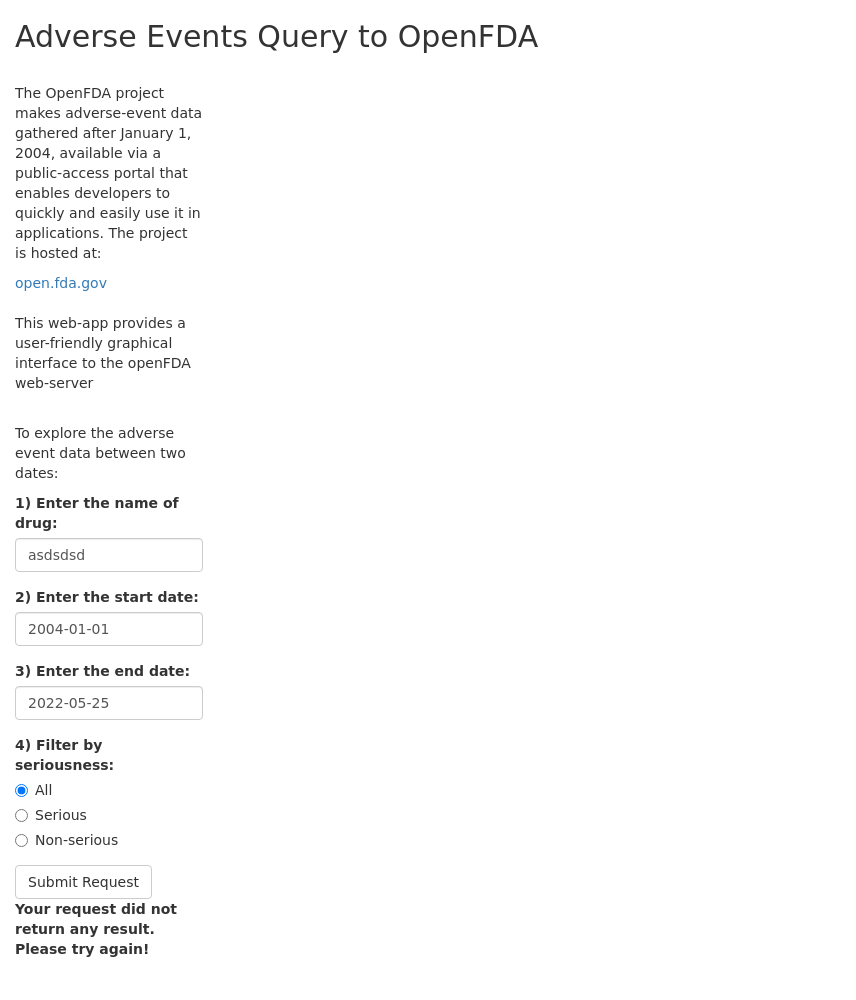 Adverse Events Query to OpenFDA
The OpenFDA project
makes adverse-event data
gathered after January 1,
2004, available via a
public-access portal that
enables developers to
quickly and easily use it in
applications. The project
is hosted at:
open.fda.gov
This web-app provides a
user-friendly graphical
interface to the openFDA
web-server
To explore the adverse
event data between two
dates:
1) Enter the name of
drug:
asdsdsd
2) Enter the start date:
2004-01-01
3) Enter the end date:
2022-05-25
4) Filter by
seriousness:
All
Serious
Non-serious
Submit Request
Your request did not
return any result.
Please try again!